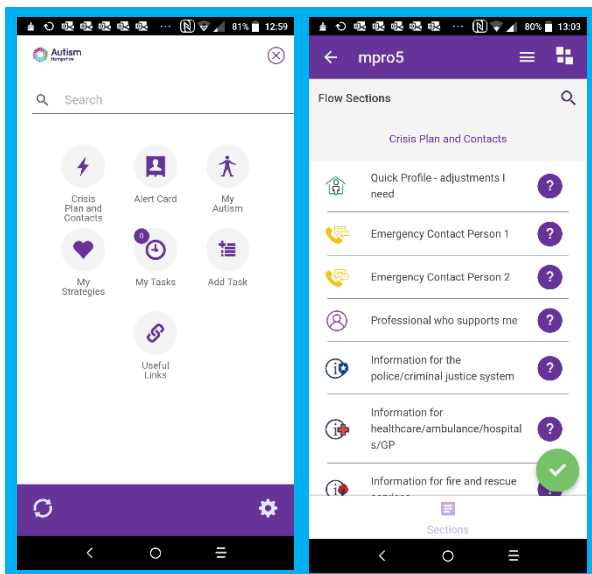 81% 12:59
Autism
Hampshire
Search
Crisis
Plan and
Contacts
Alert Card
My
Autism
My
Strategies
0
My Tasks
Add Task
Useful
Links
80% 13:03
mpro5
Flow Sections
Crisis Plan and Contacts
Quick Profile - adjustments I
need
?
Emergency Contact Person 1
?
Emergency Contact Person 2
?
Professional who supports me
?
Information for the
police/criminal justice system
?
Information for
healthcare/ambulance/hospital
s/GP
?
Information for fire and rescue
Sections